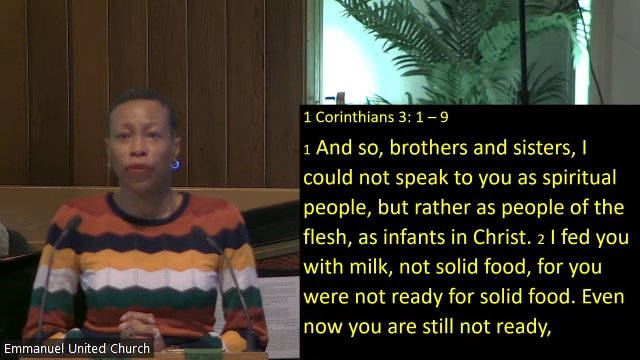 1 Corinthians 3: 1 – 9
1 And so, brothers and sisters, I
could not speak to you as spiritual
people, but rather as people of the
flesh, as infants in Christ. 2 I fed you
with milk, not solid food, for you
were not ready for solid food. Even
now you are still not ready,
Emmanuel United Church